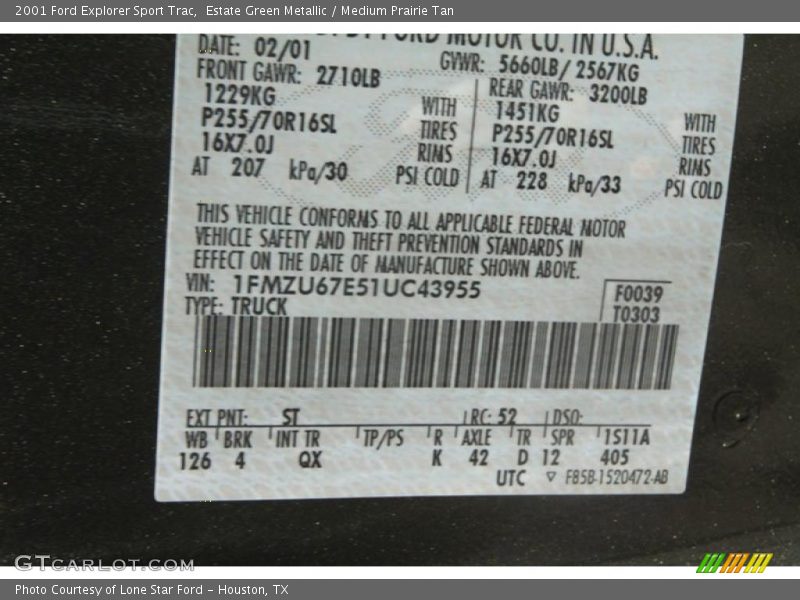 2001 Ford Explorer Sport Trac, Estate Green Metallic / Medium Prairie Tan
FORD MOTOR CO. IN U.S.A.
DATE: 02/01 GVWR: 5660LB/ 2567KG
FRONT GAWR: 2710LB REAR GAWR: 3200LB
1229KG WITH 1451KG WITH
P255/70R16SL TIRES P255/70R16SL TIRES
16X7.0J RIMS 16X7.0J RIMS
AT 207 kPa/30 PSI COLD AT 228 kPa/33 PSI COLD
THIS VEHICLE CONFORMS TO ALL APPLICABLE FEDERAL MOTOR
VEHICLE SAFETY AND THEFT PREVENTION STANDARDS IN
EFFECT ON THE DATE OF MANUFACTURE SHOWN ABOVE.
VIN: 1FMZU67E51UC43955 F0039
TYPE: TRUCK T0303
EXT PNT: ST RC: 52 DSO:
WB BRK INT TR TP/PS R AXLE TR SPR 1S11A
126 4 QX K 42 D 12 405
UTC ▽ F85B-1520472-AB
GTCARLOT.COM
Photo Courtesy of Lone Star Ford - Houston, TX